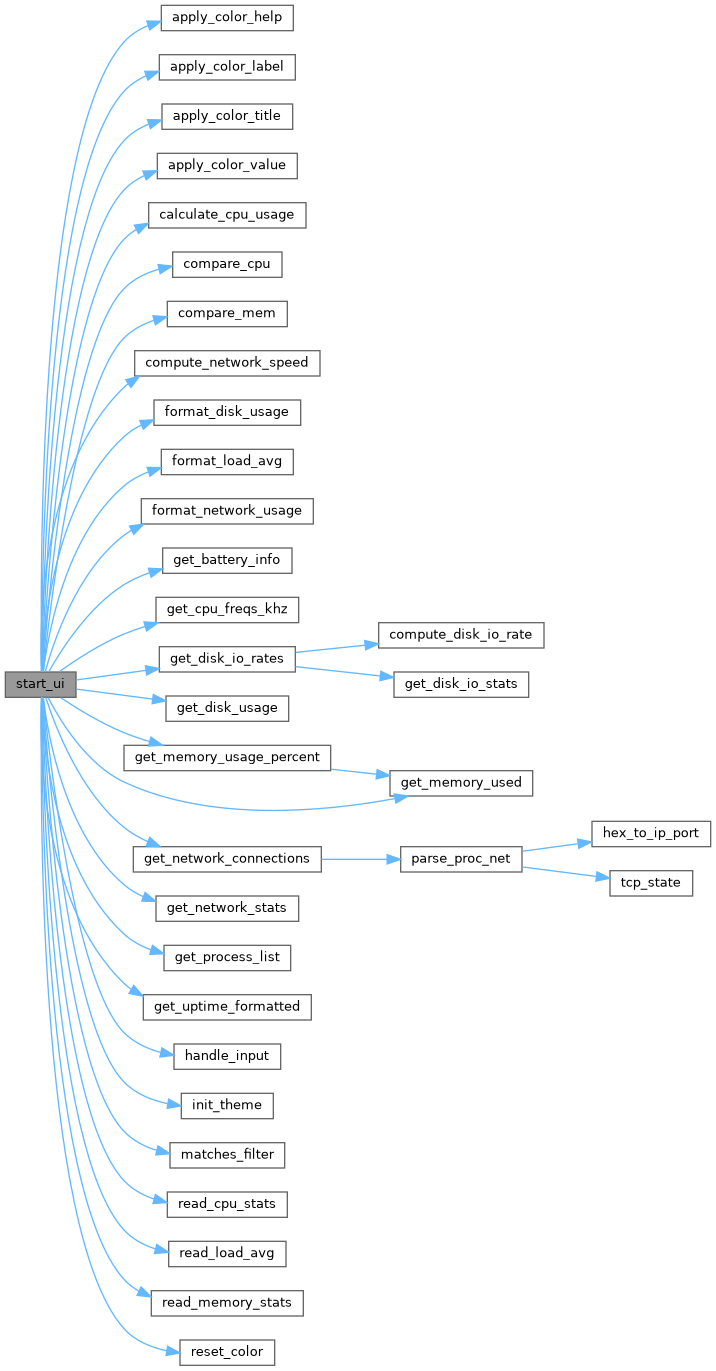 apply_color_help
apply_color_label
apply_color_title
apply_color_value
calculate_cpu_usage
compare_cpu
compare_mem
compute_network_speed
format_disk_usage
format_load_avg
format_network_usage
get_battery_info
get_cpu_freqs_khz
compute_disk_io_rate
get_disk_io_rates
start_ui
get_disk_io_stats
get_disk_usage
get_memory_usage_percent
get_memory_used
hex_to_ip_port
get_network_connections
parse_proc_net
tcp_state
get_network_stats
get_process_list
get_uptime_formatted
handle_input
init_theme
matches_filter
read_cpu_stats
read_load_avg
read_memory_stats
reset_color